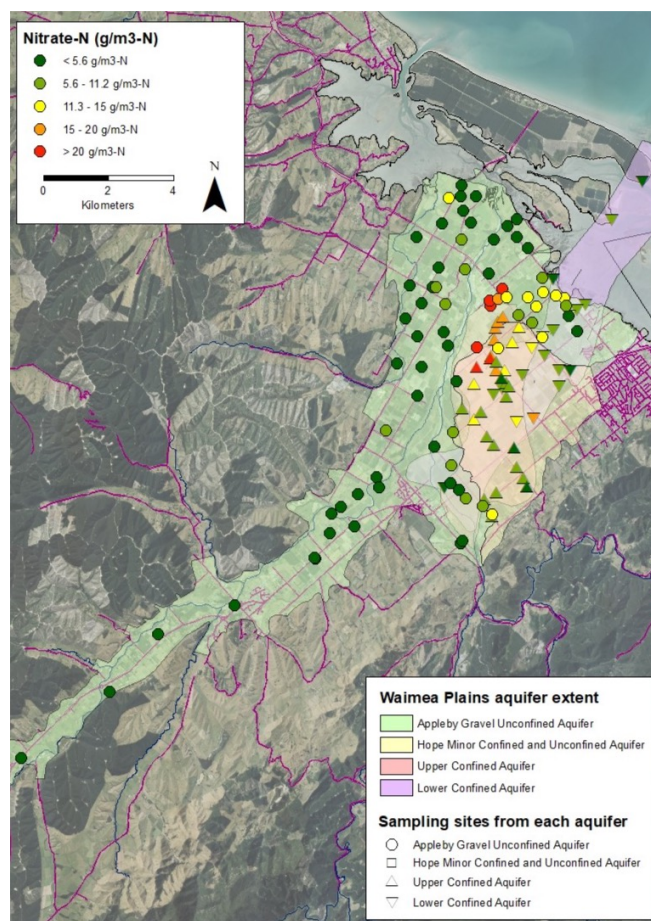 Nitrate-N (g/m3-N)
< 5.6 g/m3-N
5.6 - 11.2 g/m3-N
11.3 - 15 g/m3-N
15 - 20 g/m3-N
> 20 g/m3-N
N
0 2 4
Kilometers
Waimea Plains aquifer extent
Appleby Gravel Unconfined Aquifer
Hope Minor Confined and Unconfined Aquifer
Upper Confined Aquifer
Lower Confined Aquifer
Sampling sites from each aquifer
Appleby Gravel Unconfined Aquifer
Hope Minor Confined and Unconfined Aquifer
Upper Confined Aquifer
Lower Confined Aquifer